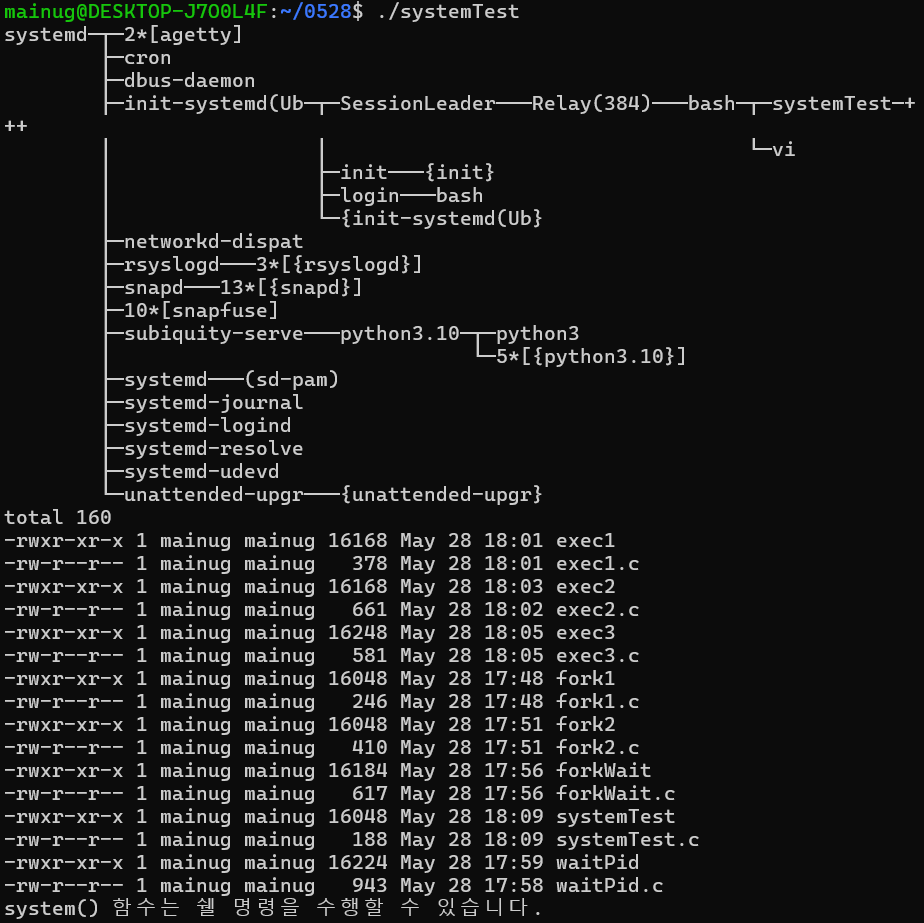 mainug@DESKTOP-J7O0L4F:~/0528$ ./systemTest
systemd─┬─2*[agetty]
        ├─cron
        ├─dbus-daemon
        ├─init-systemd(Ub─┬─SessionLeader───Relay(384)───bash─┬─systemTest─+
++
        │                 │                                   └─vi
        │                 ├─init───{init}
        │                 ├─login───bash
        │                 └─{init-systemd(Ub}
        ├─networkd-dispat
        ├─rsyslogd───3*[{rsyslogd}]
        ├─snapd───13*[{snapd}]
        ├─10*[snapfuse]
        ├─subiquity-serve───python3.10─┬─python3
        │                              └─5*[{python3.10}]
        ├─systemd───(sd-pam)
        ├─systemd-journal
        ├─systemd-logind
        ├─systemd-resolve
        ├─systemd-udevd
        └─unattended-upgr───{unattended-upgr}
total 160
-rwxr-xr-x 1 mainug mainug 16168 May 28 18:01 exec1
-rw-r--r-- 1 mainug mainug   378 May 28 18:01 exec1.c
-rwxr-xr-x 1 mainug mainug 16168 May 28 18:03 exec2
-rw-r--r-- 1 mainug mainug   661 May 28 18:02 exec2.c
-rwxr-xr-x 1 mainug mainug 16248 May 28 18:05 exec3
-rw-r--r-- 1 mainug mainug   581 May 28 18:05 exec3.c
-rwxr-xr-x 1 mainug mainug 16048 May 28 17:48 fork1
-rw-r--r-- 1 mainug mainug   246 May 28 17:48 fork1.c
-rwxr-xr-x 1 mainug mainug 16048 May 28 17:51 fork2
-rw-r--r-- 1 mainug mainug   410 May 28 17:51 fork2.c
-rwxr-xr-x 1 mainug mainug 16184 May 28 17:56 forkWait
-rw-r--r-- 1 mainug mainug   617 May 28 17:56 forkWait.c
-rwxr-xr-x 1 mainug mainug 16048 May 28 18:09 systemTest
-rw-r--r-- 1 mainug mainug   188 May 28 18:09 systemTest.c
-rwxr-xr-x 1 mainug mainug 16224 May 28 17:59 waitPid
-rw-r--r-- 1 mainug mainug   943 May 28 17:58 waitPid.c
system() 함수는 쉘 명령을 수행할 수 있습니다.